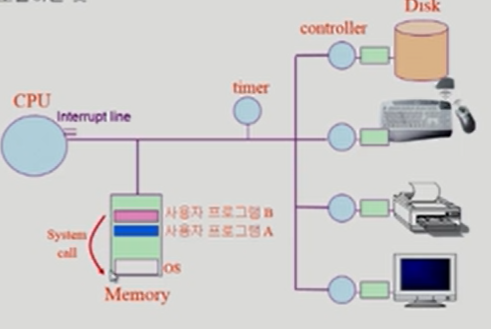 Disk
controller
timer
CPU
Interrupt line
사용자 프로그램 B
사용자 프로그램 A
System
call
OS
Memory